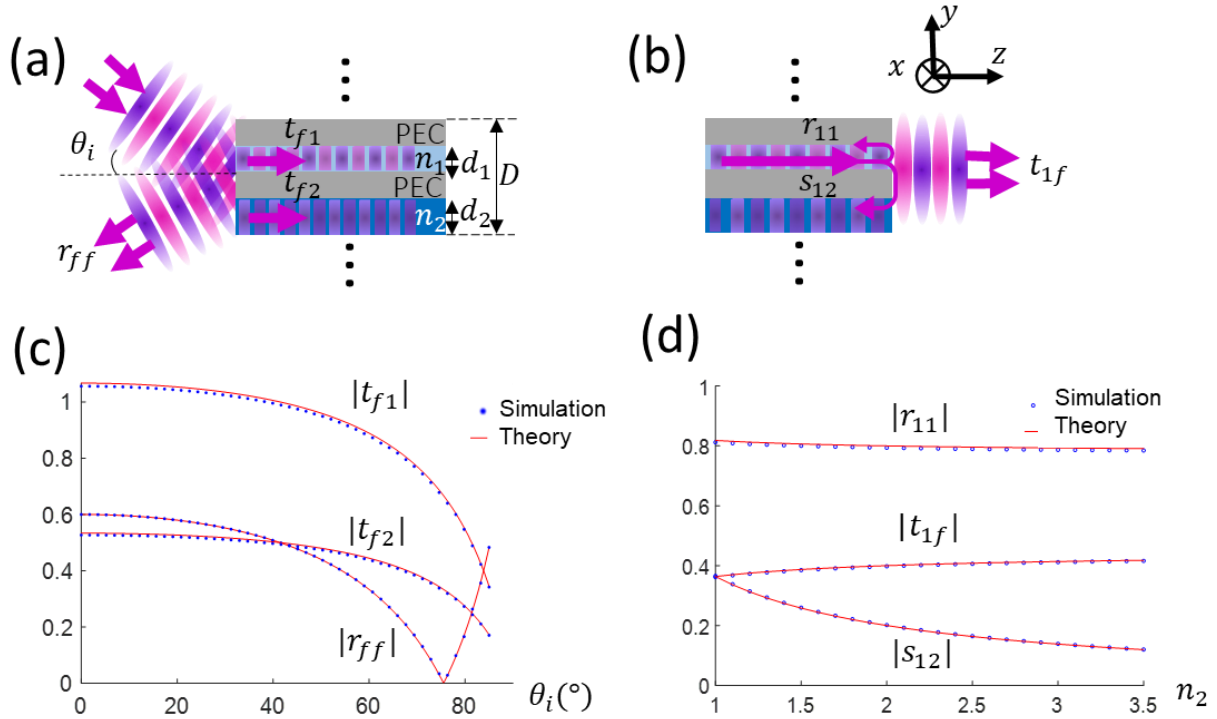 (a)
θi
rff
tf1
PEC
n1
d1
D
tf2
PEC
n2
d2
(b)
y
x
z
r11
t1f
s12
(c)
1
0.8
0.6
0.4
0.2
0
|tf1|
Simulation
Theory
|tf2|
|rff|
0 20 40 60 80 θi(°)
(d)
1
0.8
0.6
0.4
0.2
0
Simulation
|r11|
Theory
|t1f|
|s12|
1 1.5 2 2.5 3 3.5 n2